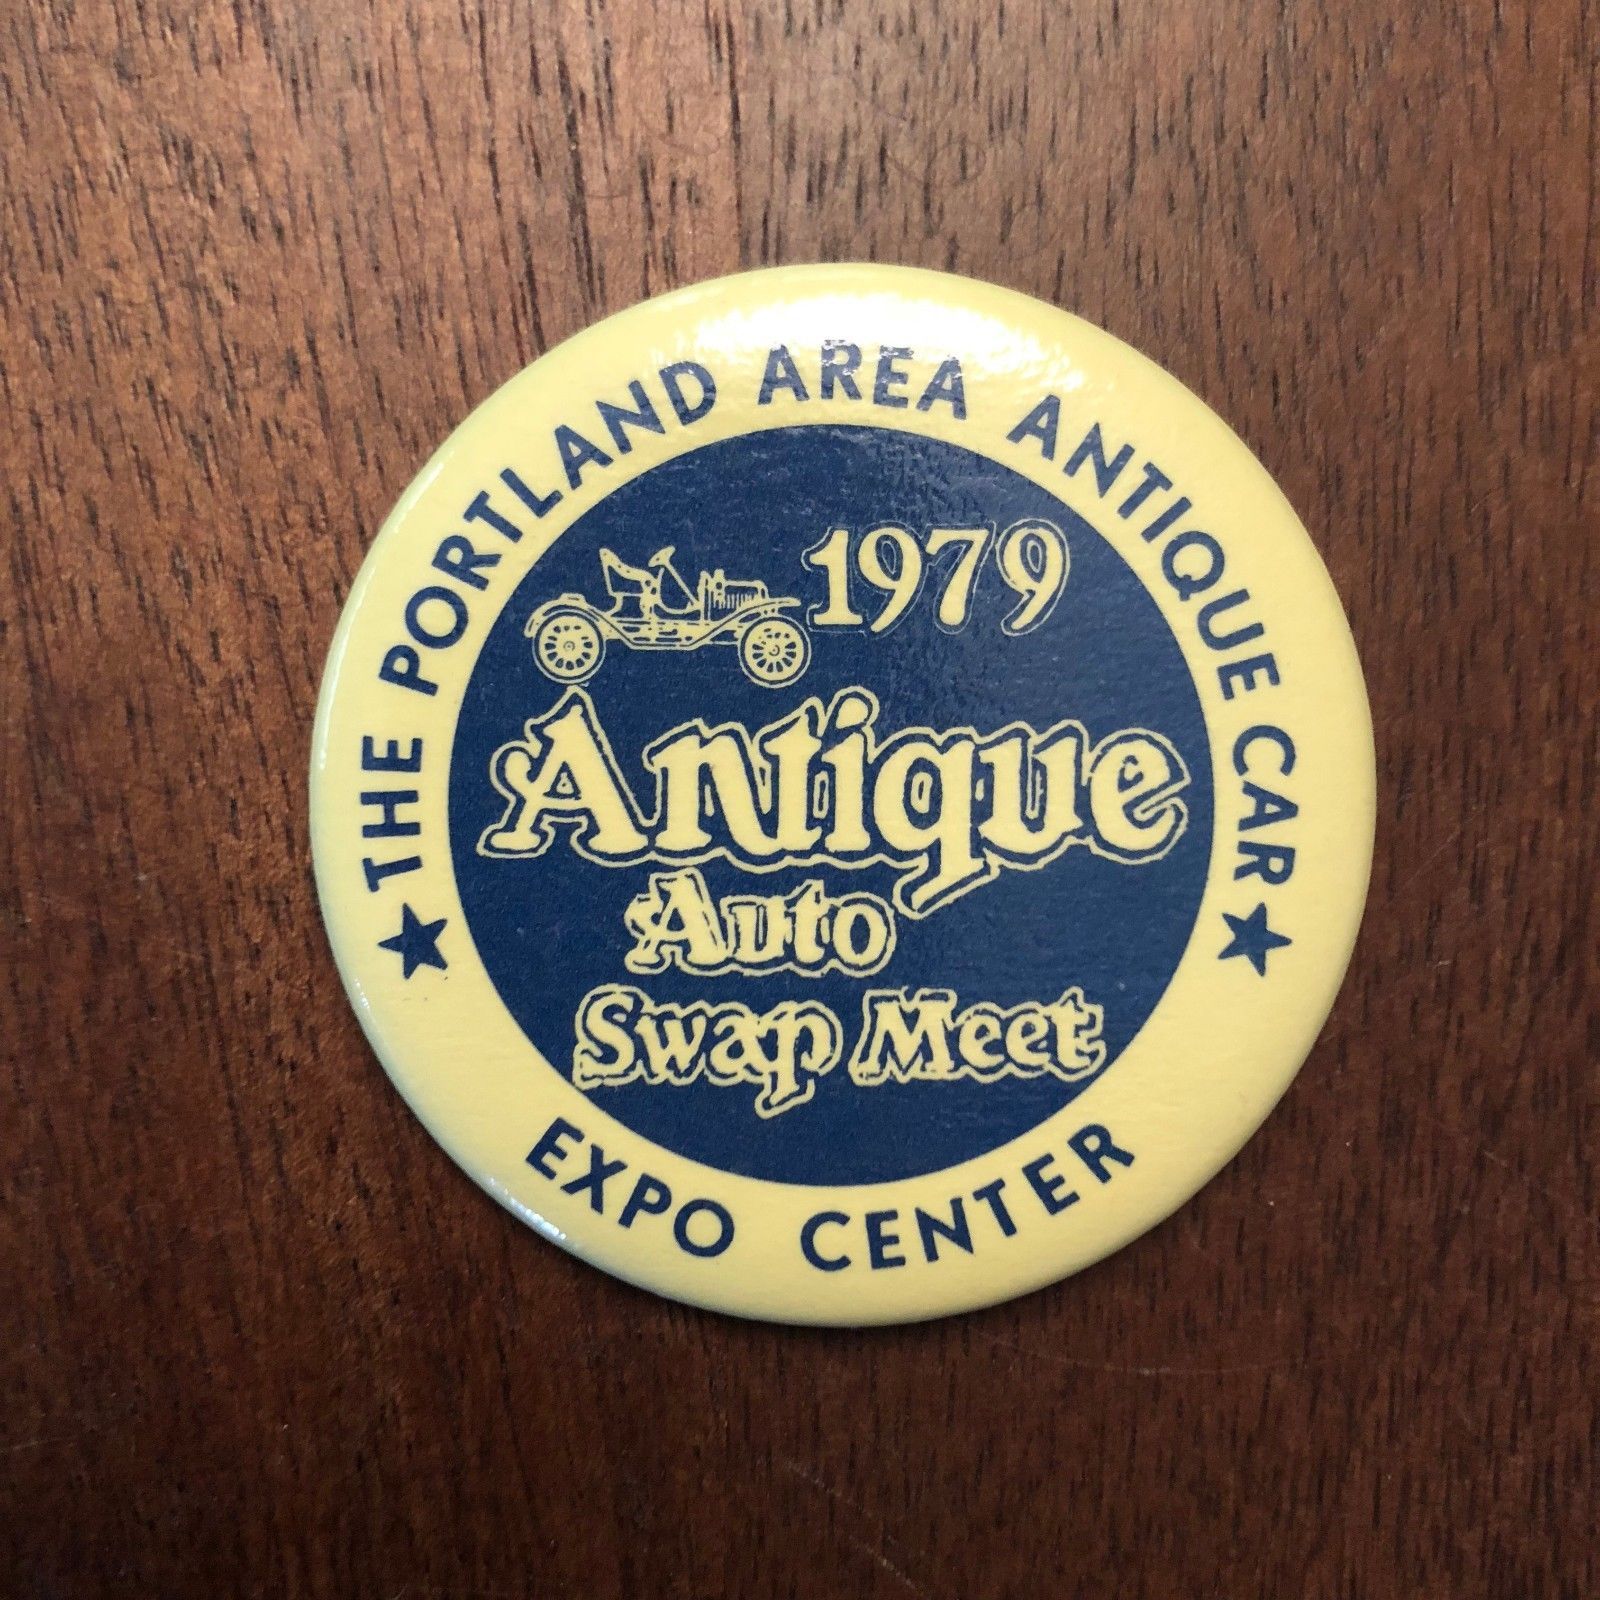 ★ THE PORTLAND AREA ANTIQUE CAR ★
1979
Antique
Auto
Swap Meet
EXPO CENTER